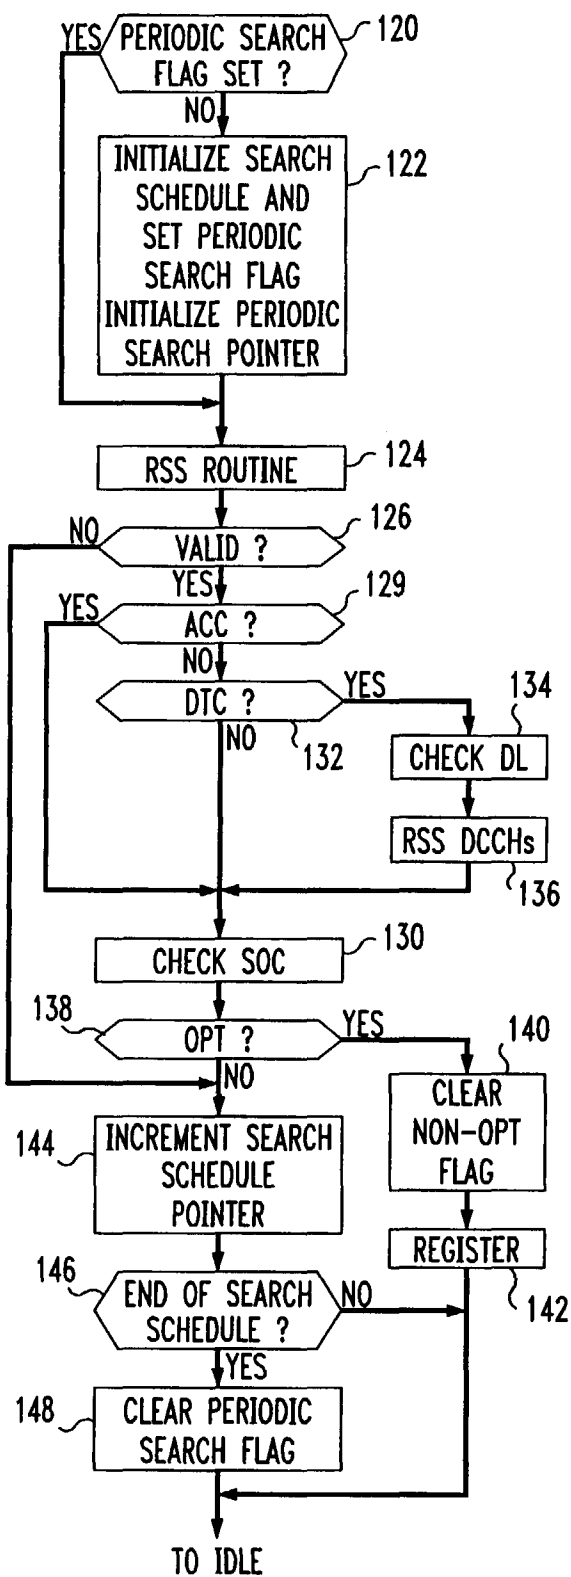 YES
PERIODIC SEARCH
FLAG SET ?
120
NO
INITIALIZE SEARCH
SCHEDULE AND
SET PERIODIC
SEARCH FLAG
INITIALIZE PERIODIC
SEARCH POINTER
122
RSS ROUTINE
124
NO
VALID ?
126
YES
YES
ACC ?
129
NO
DTC ?
YES
132
NO
134
CHECK DL
RSS DCCHs
136
CHECK SOC
130
138
OPT ?
YES
NO
140
CLEAR
NON-OPT
FLAG
144
INCREMENT SEARCH
SCHEDULE
POINTER
REGISTER
142
146
END OF SEARCH
SCHEDULE ?
NO
YES
148
CLEAR PERIODIC
SEARCH FLAG
TO IDLE